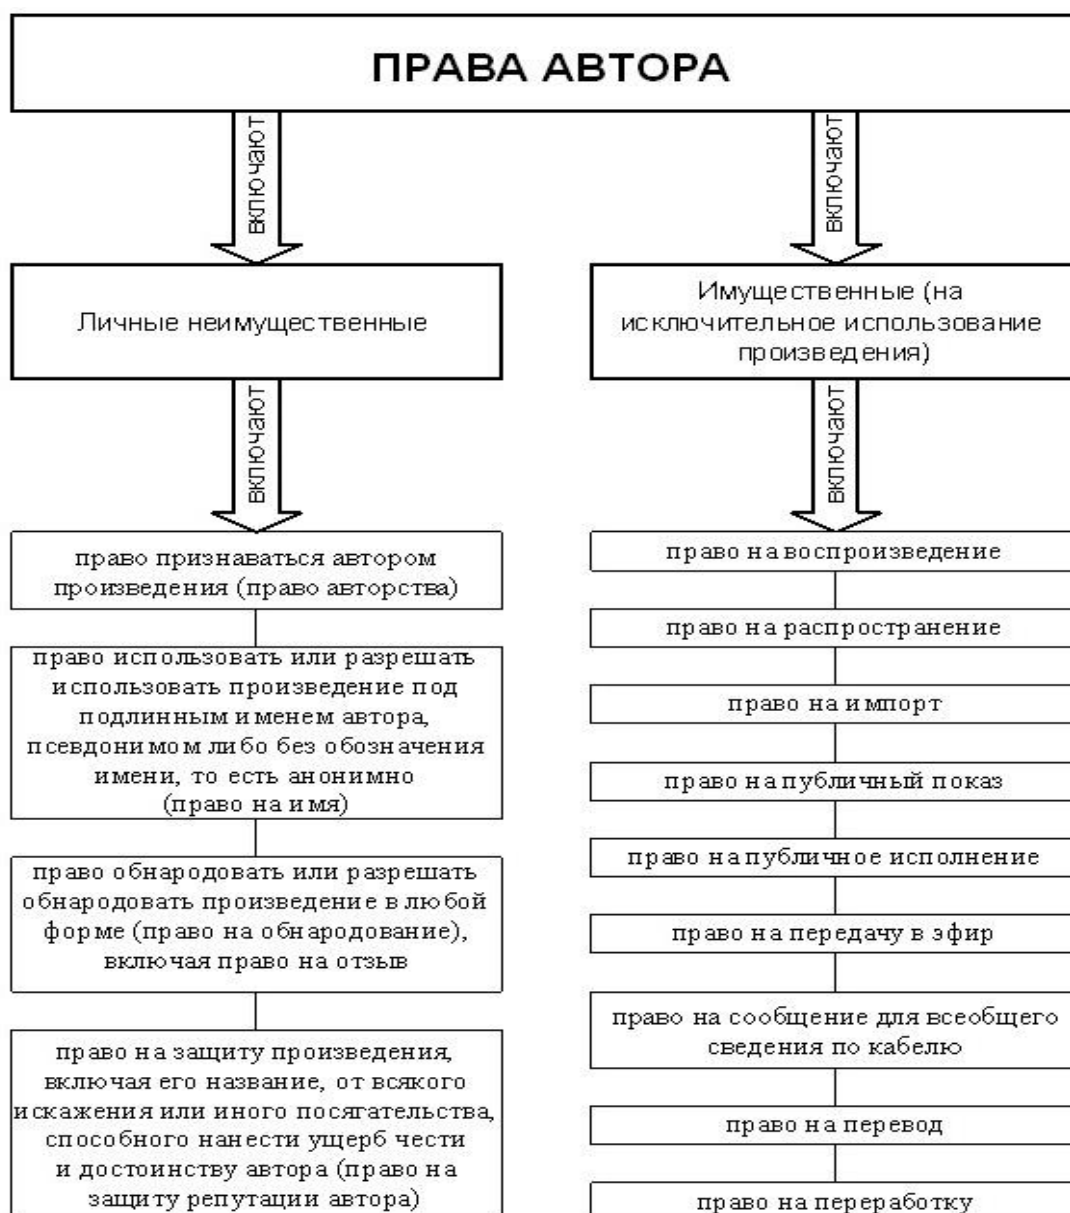 ПРАВА АВТОРА
включают
включают
Личные неимущественные
Имущественные (на
исключительное использование
произведения)
включают
включают
право признаваться автором
произведения (право авторства)
право использовать или разрешать
использовать произведение под
подлинным именем автора,
псевдонимом либо без обозначения
имени, то есть анонимно
(право на имя)
право обнародовать или разрешать
обнародовать произведение в любой
форме (право на обнародование),
включая право на отзыв
право на защиту произведения,
включая его название, от всякого
искажения или иного посягательства,
способного нанести ущерб чести
и достоинству автора (право на
защиту репутации автора)
право на воспроизведение
право на распространение
право на импорт
право на публичный показ
право на публичное исполнение
право на передачу в эфир
право на сообщение для всеобщего
сведения по кабелю
право на перевод
право на переработку